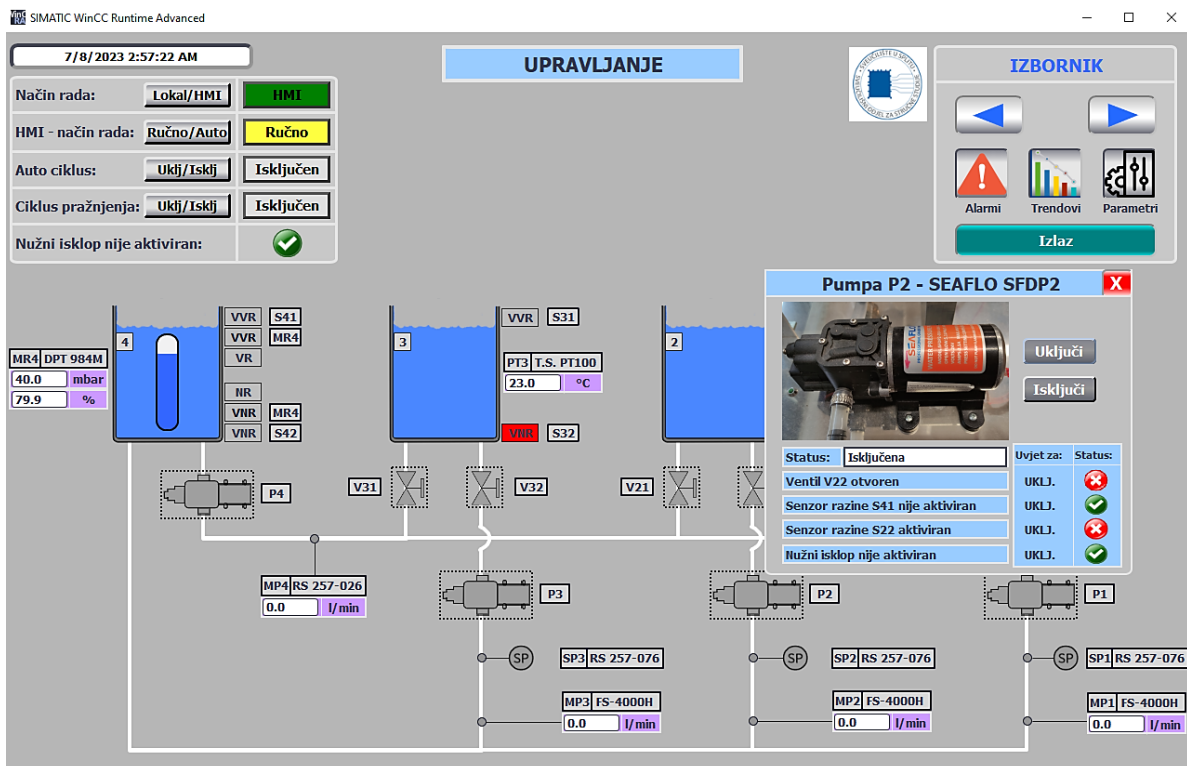 SIMATIC WinCC Runtime Advanced
7/8/2023 2:57:22 AM
UPRAVLJANJE
IZBORNIK
Način rada: Lokal/HMI HMI
HMI - način rada: Ručno/Auto Ručno
Auto ciklus: Uklj/Isklj Isključen
Ciklus pražnjenja: Uklj/Isklj Isključen
Nužni isklop nije aktiviran:
Alarmi Trendovi Parametri
Izlaz
Pumpa P2 - SEAFLO SFDP2 X
SEAFLO
Uključi
Isključi
Status: Isključena
Uvjet za: Status:
Ventil V22 otvoren UKLJ.
Senzor razine S41 nije aktiviran UKLJ.
Senzor razine S22 aktiviran UKLJ.
Nužni isklop nije aktiviran UKLJ.
MR4 DPT 984M
40.0 mbar
79.9 %
4
VVR S41
VVR MR4
VR
NR
VNR MR4
VNR S42
3
VVR S31
PT3 T.S. PT100
23.0 °C
VNR S32
2
P4
V31
V32
V21
MP4 RS 257-026
0.0 l/min
P3
P2
P1
SP SP3 RS 257-076
SP SP2 RS 257-076
SP SP1 RS 257-076
MP3 FS-4000H
0.0 l/min
MP2 FS-4000H
0.0 l/min
MP1 FS-4000H
0.0 l/min